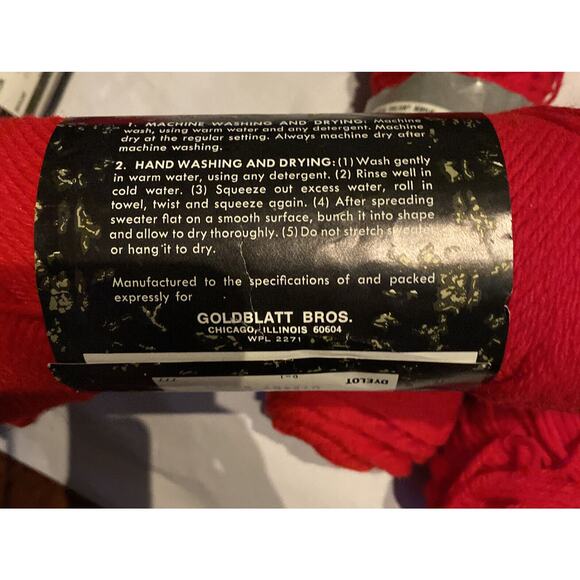 1. MACHINE WASHING AND DRYING: Machine
wash, using warm water and any detergent. Machine
dry at the regular setting. Always machine dry after
machine washing.
2. HAND WASHING AND DRYING: (1) Wash gently
in warm water, using any detergent. (2) Rinse well in
cold water. (3) Squeeze out excess water, roll in
towel, twist and squeeze again. (4) After spreading
sweater flat on a smooth surface, bunch it into shape
and allow to dry thoroughly. (5) Do not stretch sweater
or hang it to dry.
Manufactured to the specifications of and packed
expressly for
GOLDBLATT BROS.
CHICAGO, ILLINOIS 60604
WPL 2271
DYELOT